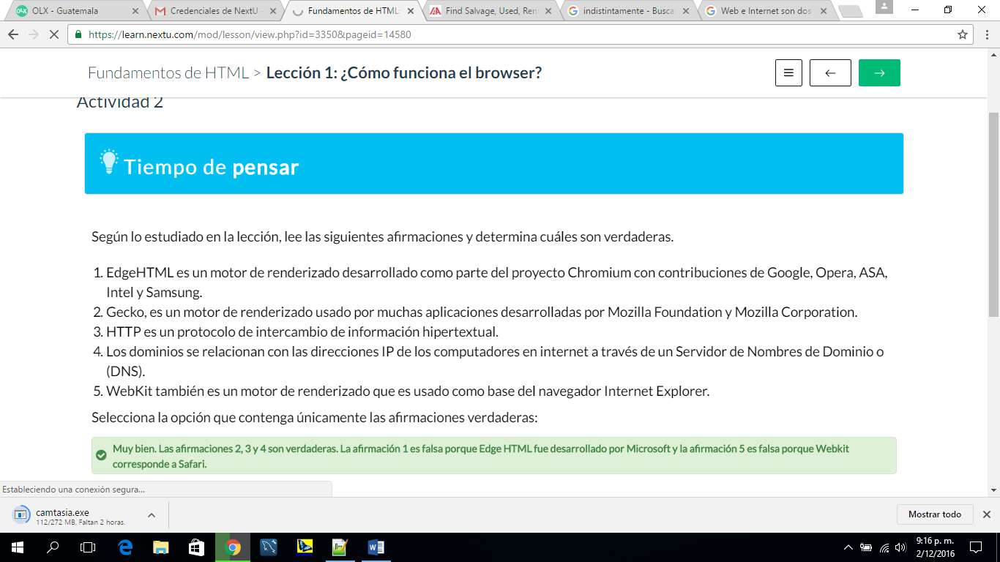 OLX - Guatemala
Credenciales de NextU -
Fundamentos de HTML:
Find Salvage, Used, Ren
indistintamente - Busca
Web e Internet son dos
https://learn.nextu.com/mod/lesson/view.php?id=3350&pageid=14580
Fundamentos de HTML > Lección 1: ¿Cómo funciona el browser?
Actividad 2
Tiempo de pensar
Según lo estudiado en la lección, lee las siguientes afirmaciones y determina cuáles son verdaderas.
1. EdgeHTML es un motor de renderizado desarrollado como parte del proyecto Chromium con contribuciones de Google, Opera, ASA,
Intel y Samsung.
2. Gecko, es un motor de renderizado usado por muchas aplicaciones desarrolladas por Mozilla Foundation y Mozilla Corporation.
3. HTTP es un protocolo de intercambio de información hipertextual.
4. Los dominios se relacionan con las direcciones IP de los computadores en internet a través de un Servidor de Nombres de Dominio o
(DNS).
5. WebKit también es un motor de renderizado que es usado como base del navegador Internet Explorer.
Selecciona la opción que contenga únicamente las afirmaciones verdaderas:
Muy bien. Las afirmaciones 2, 3 y 4 son verdaderas. La afirmación 1 es falsa porque Edge HTML fue desarrollado por Microsoft y la afirmación 5 es falsa porque Webkit
corresponde a Safari.
Estableciendo una conexión segura...
camtasia.exe
112/272 MB, Faltan 2 horas.
Mostrar todo
9:16 p. m.
2/12/2016